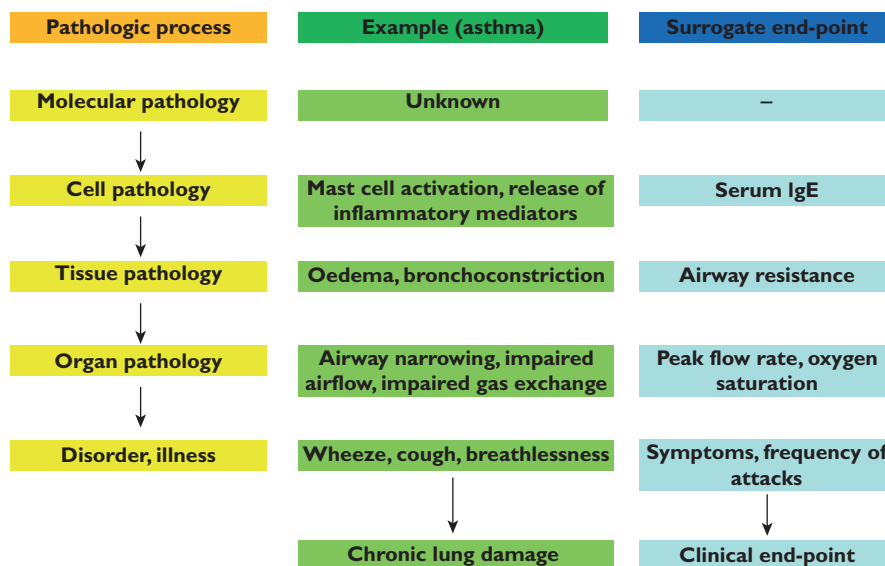 Pathologic process
Example (asthma)
Surrogate end-point
Molecular pathology
Unknown
–
Cell pathology
Mast cell activation, release of
inflammatory mediators
Serum IgE
Tissue pathology
Oedema, bronchoconstriction
Airway resistance
Organ pathology
Airway narrowing, impaired
airflow, impaired gas exchange
Peak flow rate, oxygen
saturation
Disorder, illness
Wheeze, cough, breathlessness
Symptoms, frequency of
attacks
Chronic lung damage
Clinical end-point